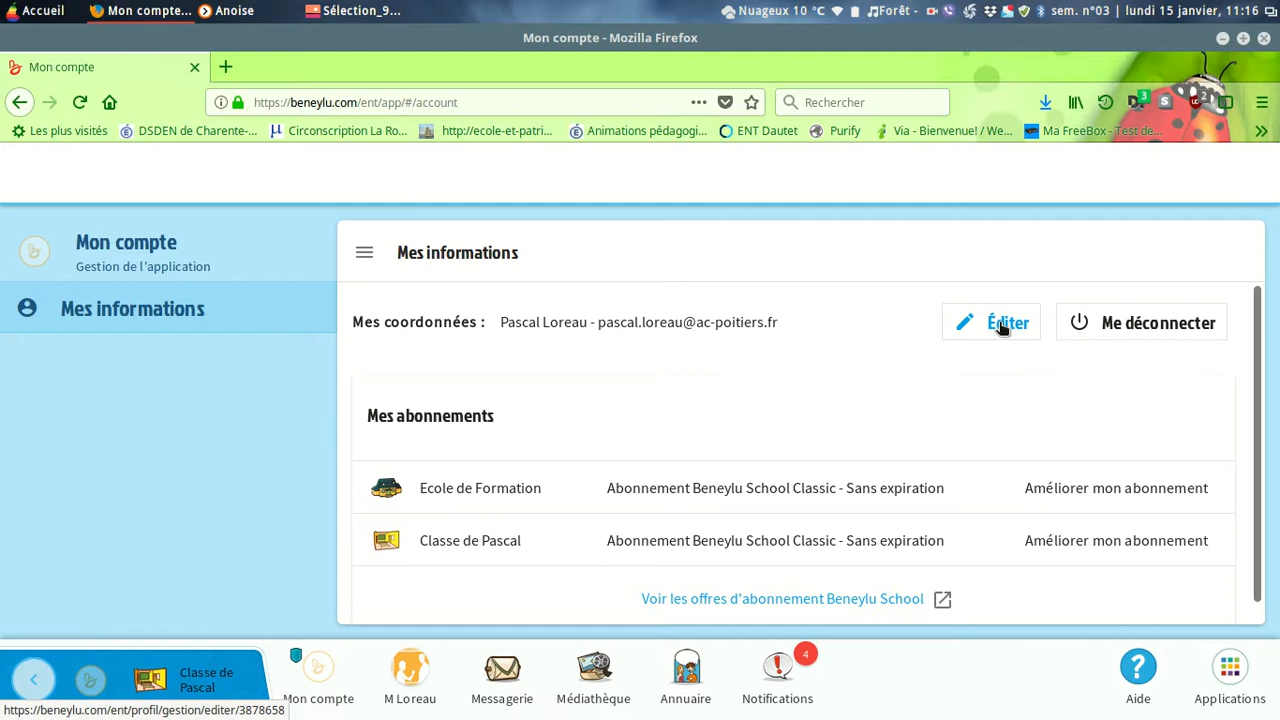 Accueil Mon compte... Anoise Sélection_9... Nuageux 10 °C Forêt - sem. n°03 | lundi 15 janvier, 11:16
Mon compte - Mozilla Firefox
Mon compte
https://beneylu.com/ent/app/#/account Rechercher 3 2
Les plus visités DSDEN de Charente-... Circonscription La Ro... http://ecole-et-patri... Animations pédagogi... ENT Dautet Purify Via - Bienvenue! / We... Ma FreeBox - Test de...
Mon compte
Gestion de l'application
Mes informations
Mes informations
Mes coordonnées : Pascal Loreau - pascal.loreau@ac-poitiers.fr Éditer Me déconnecter
Mes abonnements
Ecole de Formation Abonnement Beneylu School Classic - Sans expiration Améliorer mon abonnement
Classe de Pascal Abonnement Beneylu School Classic - Sans expiration Améliorer mon abonnement
Voir les offres d'abonnement Beneylu School
Classe de
Pascal
4
Mon compte M Loreau Messagerie Médiathèque Annuaire Notifications Aide Applications
https://beneylu.com/ent/profil/gestion/editer/3878658